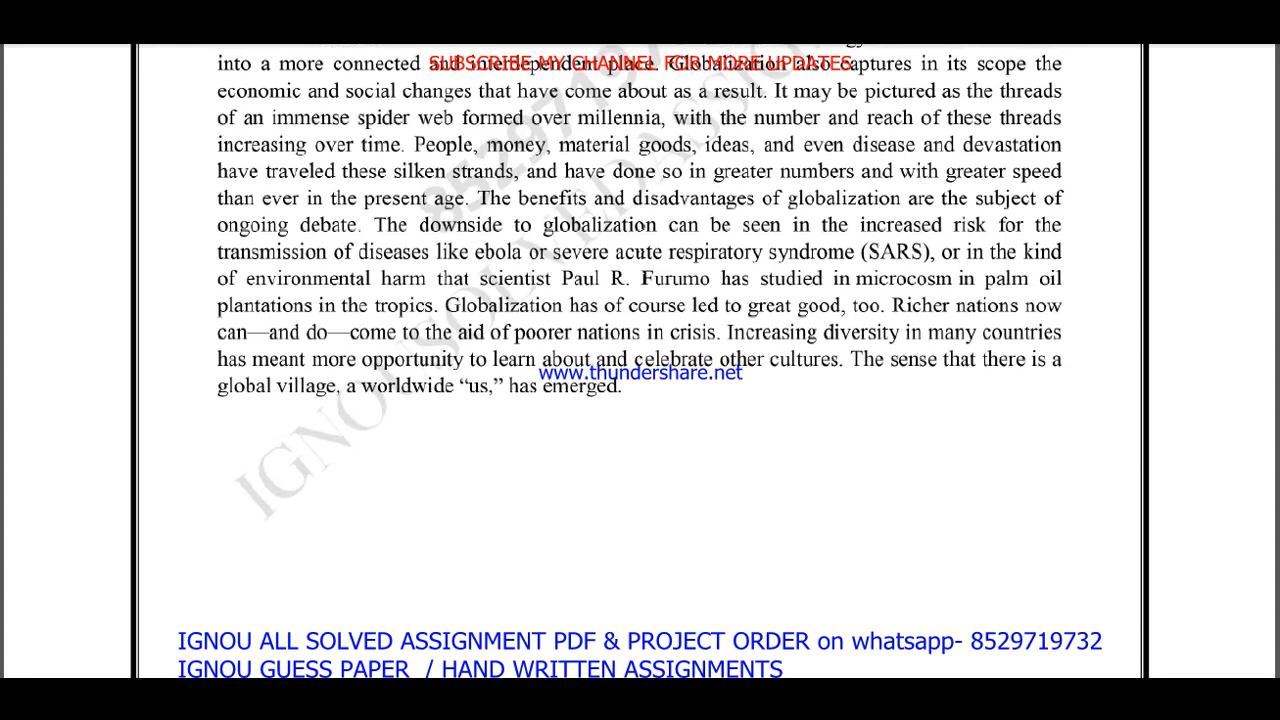 into a more connected and interdependent place. Globalization also captures in its scope the
SUBSCRIBE MY CHANNEL FOR MORE UPDATES
economic and social changes that have come about as a result. It may be pictured as the threads
of an immense spider web formed over millennia, with the number and reach of these threads
increasing over time. People, money, material goods, ideas, and even disease and devastation
have traveled these silken strands, and have done so in greater numbers and with greater speed
than ever in the present age. The benefits and disadvantages of globalization are the subject of
ongoing debate. The downside to globalization can be seen in the increased risk for the
transmission of diseases like ebola or severe acute respiratory syndrome (SARS), or in the kind
of environmental harm that scientist Paul R. Furumo has studied in microcosm in palm oil
plantations in the tropics. Globalization has of course led to great good, too. Richer nations now
can—and do—come to the aid of poorer nations in crisis. Increasing diversity in many countries
has meant more opportunity to learn about and celebrate other cultures. The sense that there is a
www.thundershare.net
global village, a worldwide “us,” has emerged.
IGNOU ALL SOLVED ASSIGNMENT PDF & PROJECT ORDER on whatsapp- 8529719732
IGNOU GUESS PAPER / HAND WRITTEN ASSIGNMENTS